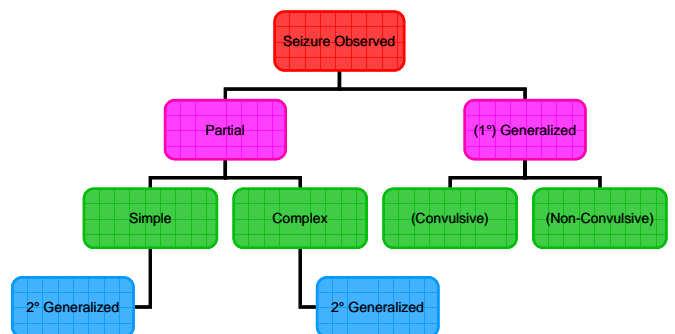 Seizure Observed
Partial
(1°) Generalized
Simple
Complex
(Convulsive)
(Non-Convulsive)
2° Generalized
2° Generalized